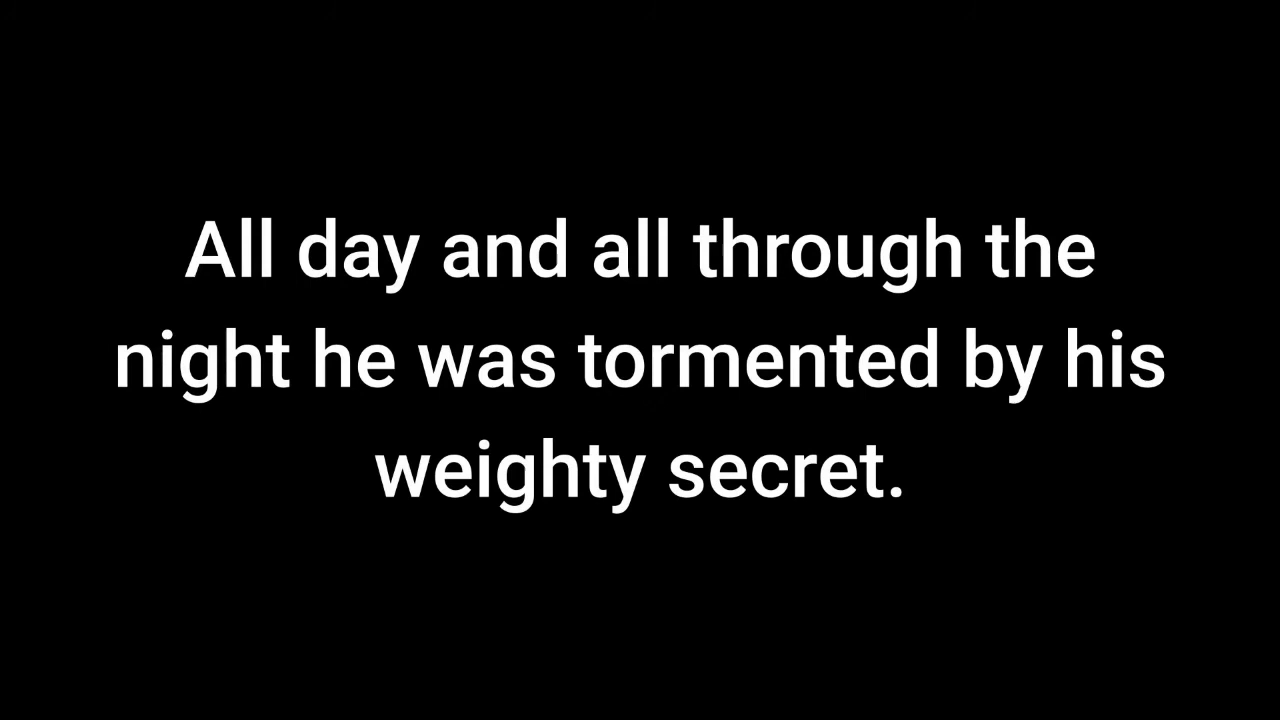 All day and all through the
night he was tormented by his
weighty secret.